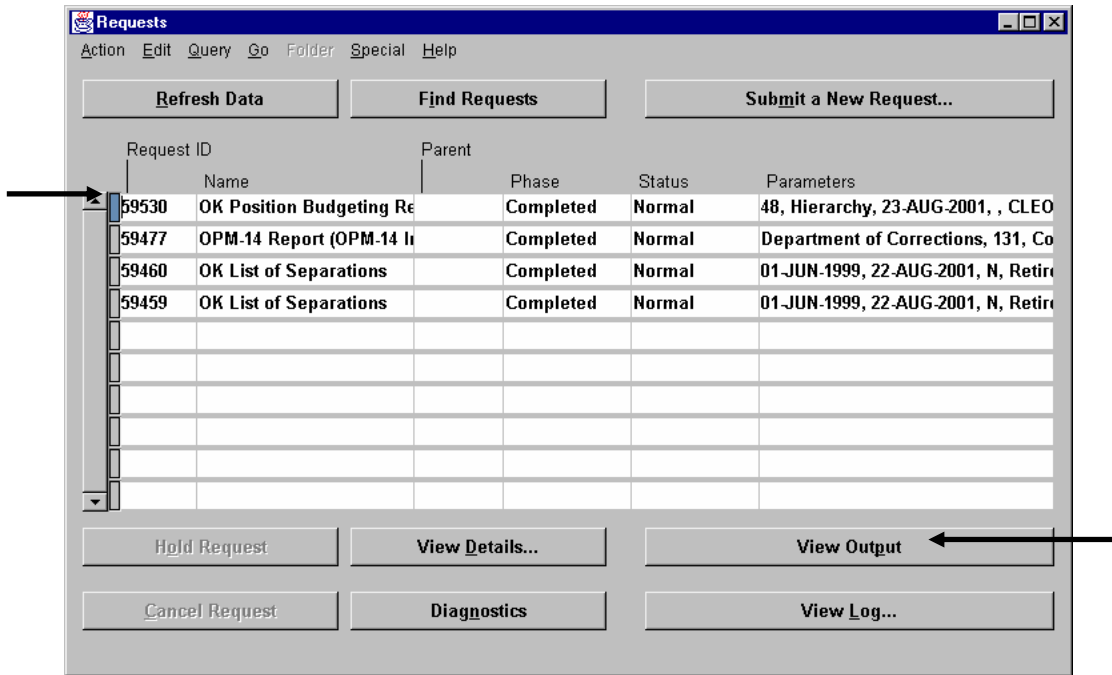 Requests
Action Edit Query Go Folder Special Help
Refresh Data Find Requests Submit a New Request...
Request ID Parent
Name Phase Status Parameters
59530 OK Position Budgeting Re Completed Normal 48, Hierarchy, 23-AUG-2001, , CLEO
59477 OPM-14 Report (OPM-14 Completed Normal Department of Corrections, 131, Co
59460 OK List of Separations Completed Normal 01-JUN-1999, 22-AUG-2001, N, Retire
59459 OK List of Separations Completed Normal 01-JUN-1999, 22-AUG-2001, N, Retire
Hold Request View Details... View Output
Cancel Request Diagnostics View Log...